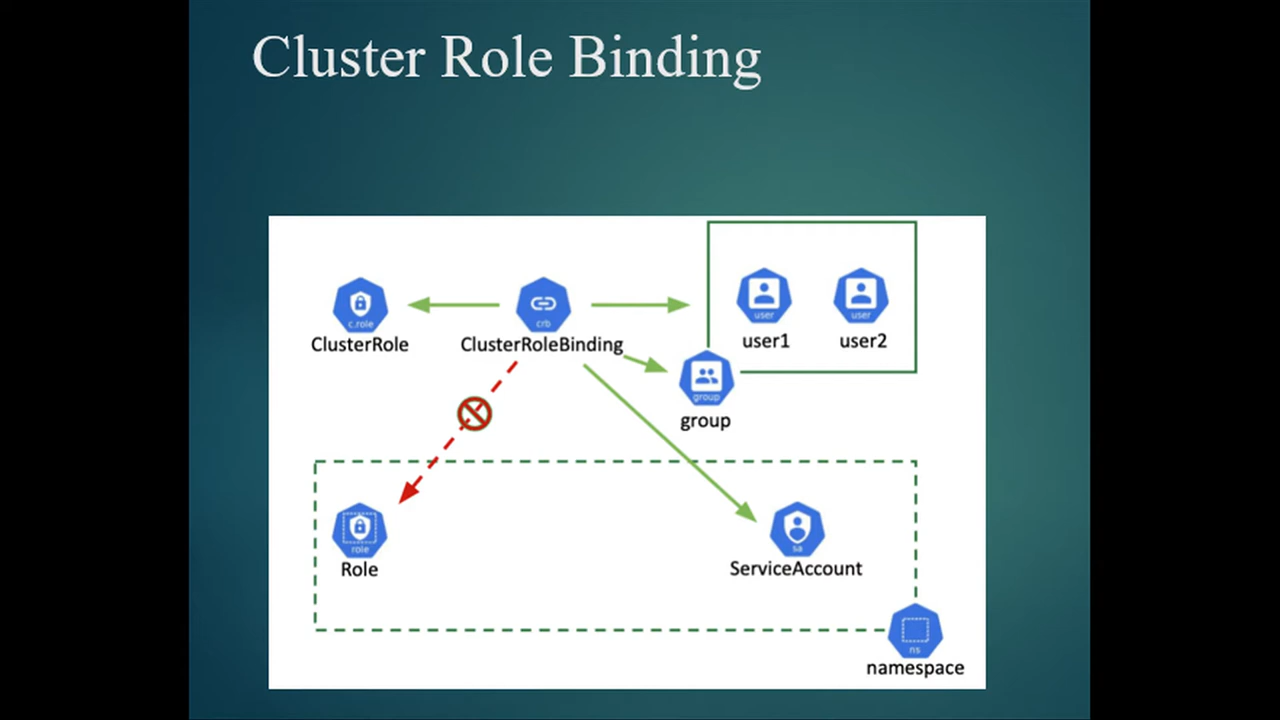 Cluster Role Binding
c.role
ClusterRole
crb
ClusterRoleBinding
user
user1
user
user2
group
group
role
Role
sa
ServiceAccount
ns
namespace